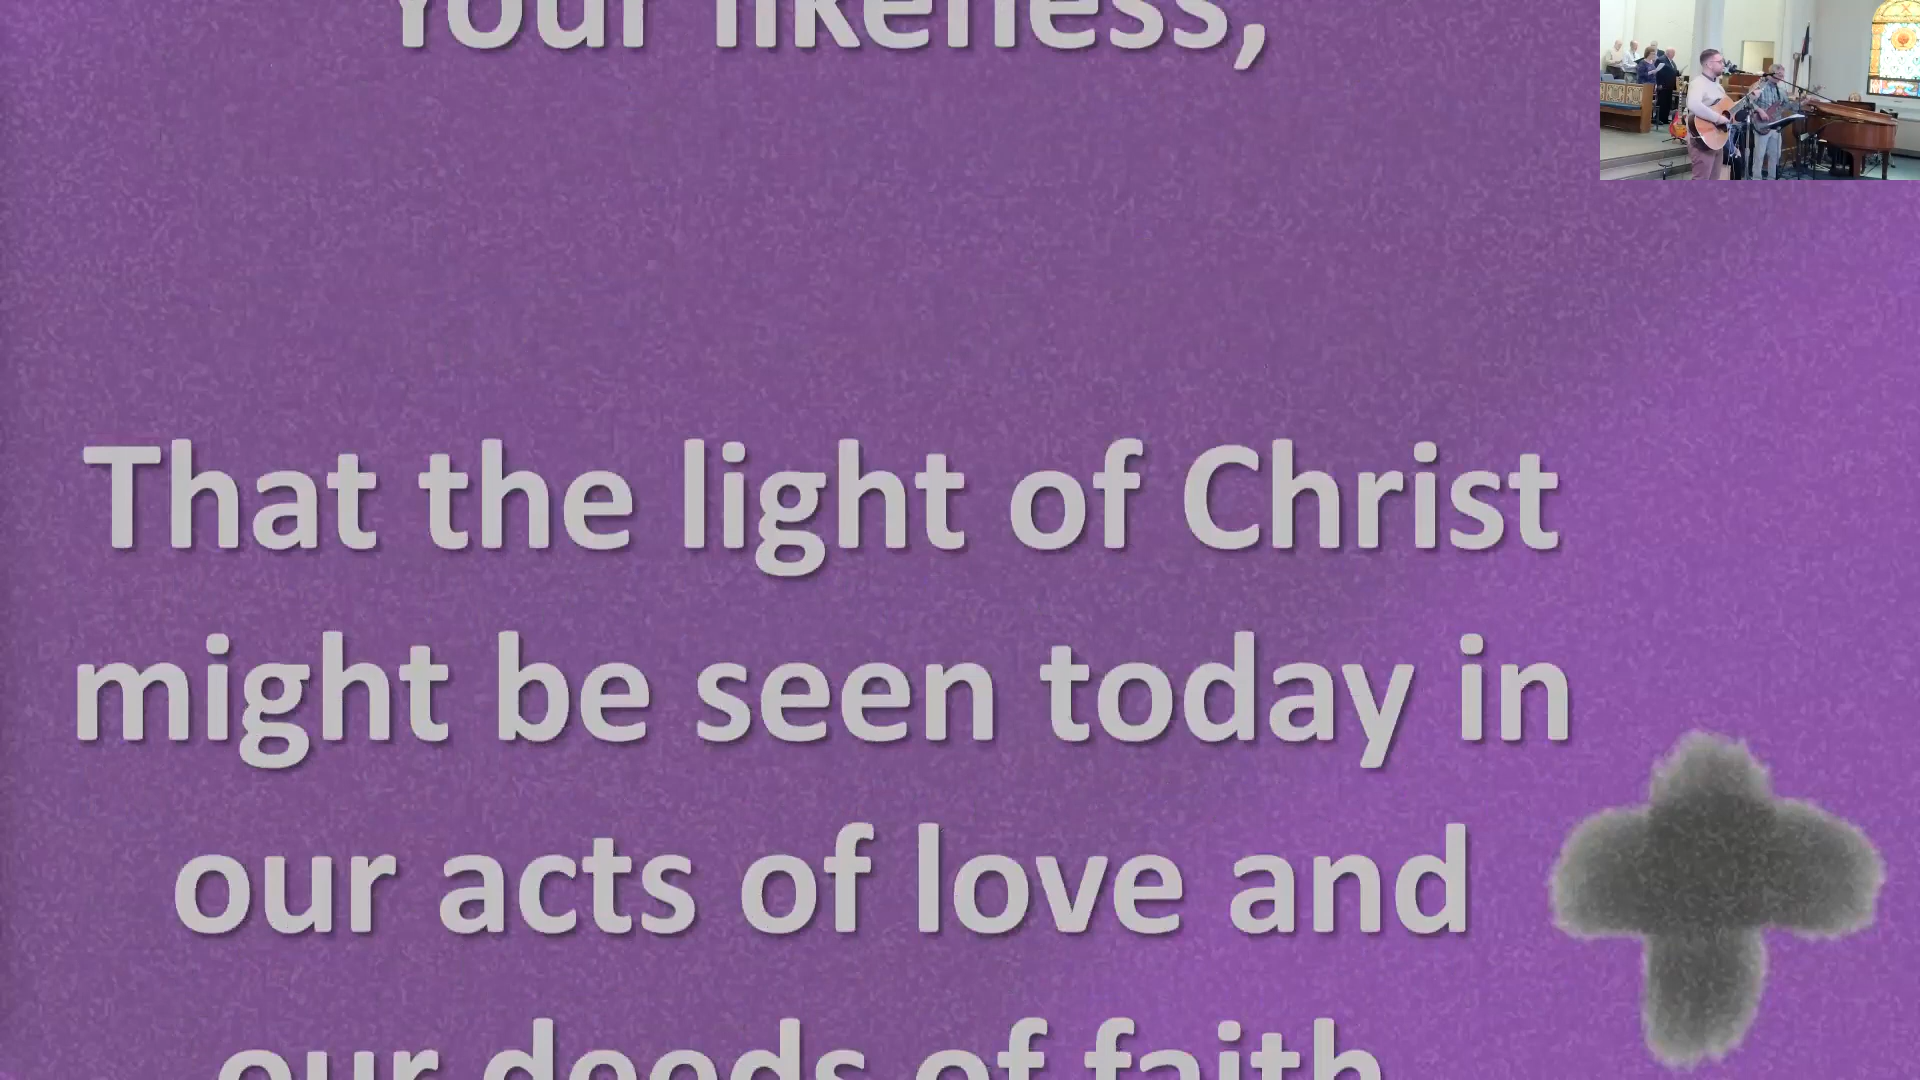 Your likeness,
That the light of Christ
might be seen today in
our acts of love and
our deeds of faith